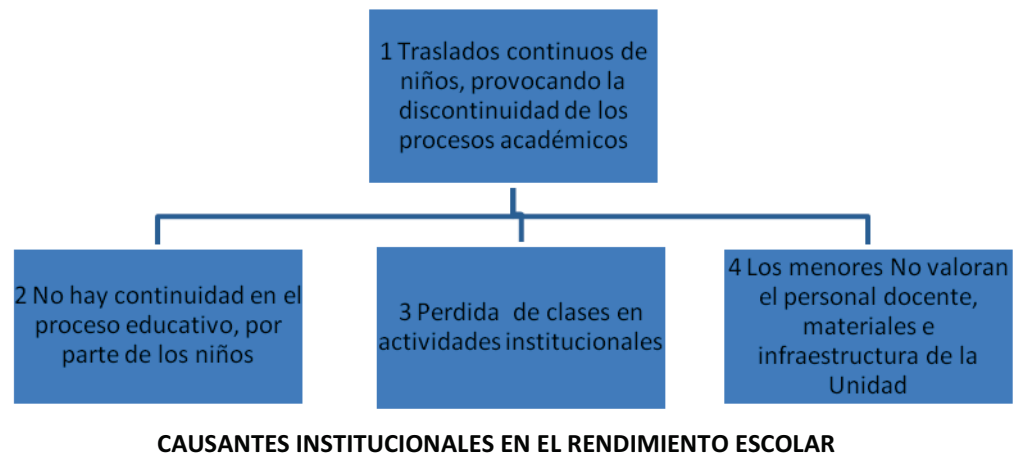 1 Traslados continuos de
niños, provocando la
discontinuidad de los
procesos académicos
2 No hay continuidad en el
proceso educativo, por
parte de los niños
3 Perdida de clases en
actividades institucionales
4 Los menores No valoran
el personal docente,
materiales e
infraestructura de la
Unidad
CAUSANTES INSTITUCIONALES EN EL RENDIMIENTO ESCOLAR